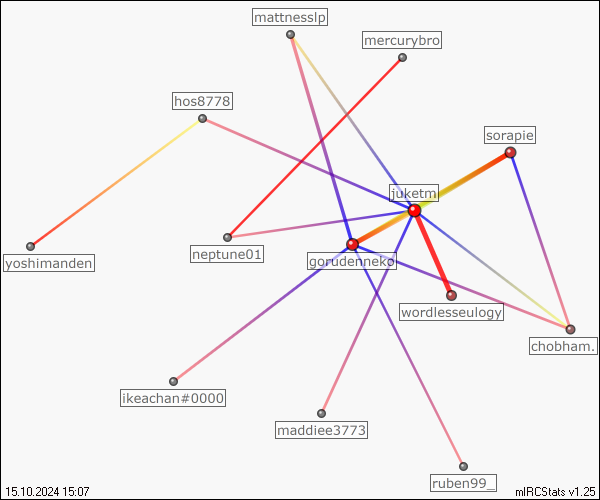 mattnesslp
mercurybro
hos8778
sorapie
juketm
neptune01
yoshimanden
gorudenneko
wordlesseulogy
chobham.
ikeachan#0000
maddiee3773
ruben99_
15.10.2024 15:07
mIRCStats v1.25